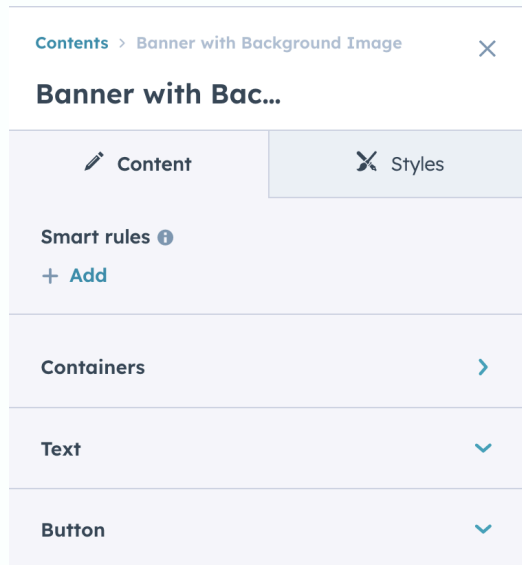 Contents > Banner with Background Image
Banner with Bac...
Content
Styles
Smart rules
+ Add
Containers
Text
Button